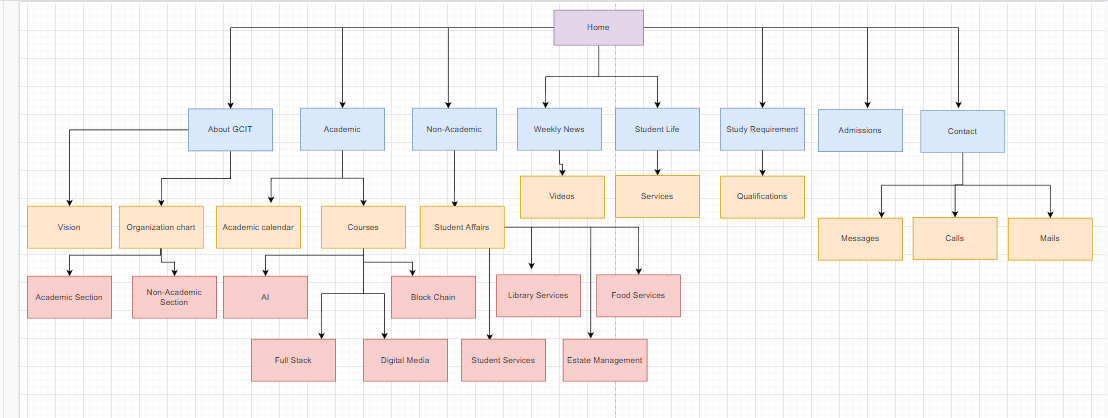 Home
About GCIT
Academic
Non-Academic
Weekly News
Student Life
Study Requirement
Admissions
Contact
Videos
Services
Qualifications
Vision
Organization chart
Academic calendar
Courses
Student Affairs
Messages
Calls
Mails
Academic Section
Non-Academic
Section
AI
Block Chain
Library Services
Food Services
Full Stack
Digital Media
Student Services
Estate Management